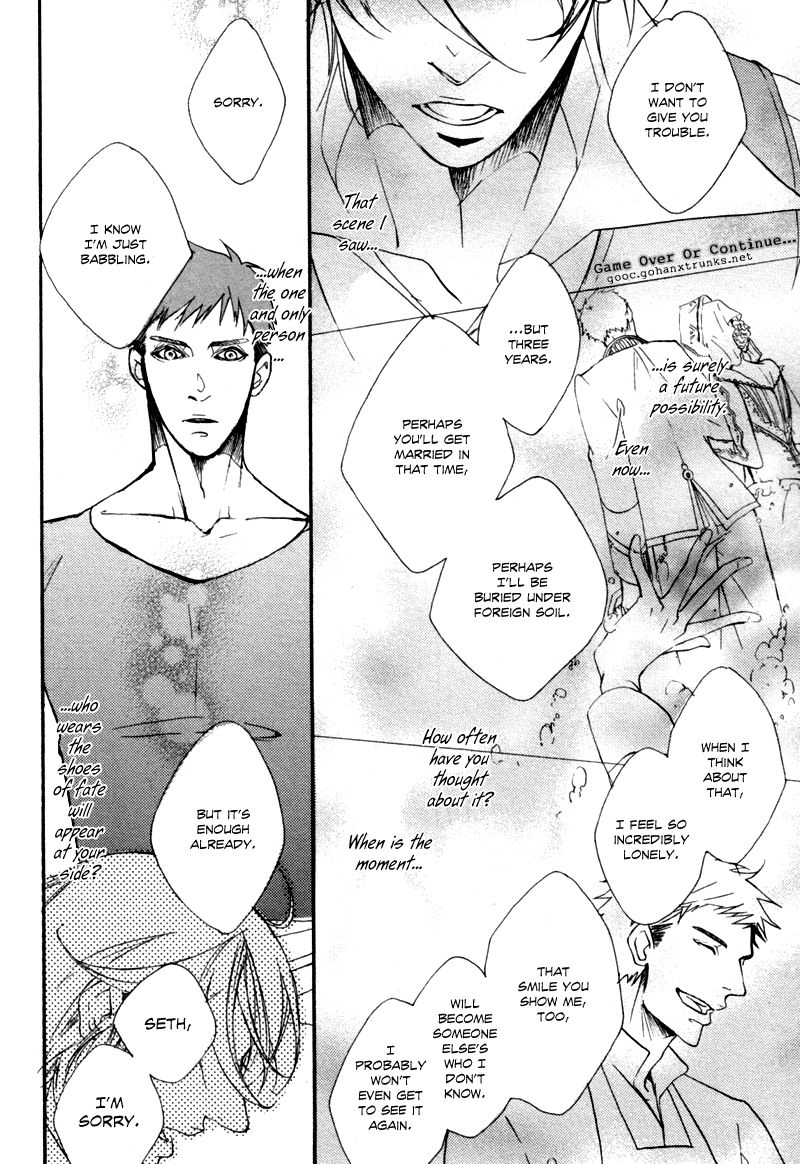 I DON'T
WANT TO
GIVE YOU
TROUBLE.
That
scene I
saw...
Game Over Or Continue...
gooc.gohanxtrunks.net
...BUT
THREE
YEARS.
...is surely
a future
possibility.
Even
now...
PERHAPS
YOU'LL GET
MARRIED IN
THAT TIME;
PERHAPS
I'LL BE
BURIED UNDER
FOREIGN SOIL.
WHEN I
THINK
ABOUT
THAT;
I FEEL SO
INCREDIBLY
LONELY.
How often
have you
thought
about it?
When is the
moment...
THAT
SMILE YOU
SHOW ME,
TOO;
WILL
BECOME
SOMEONE
ELSE'S
WHO I
DON'T
KNOW.
I
PROBABLY
WON'T
EVEN GET
TO SEE IT
AGAIN.
SORRY.
I KNOW
I'M JUST
BABBLING.
...when
the one
and only
person
...
...who
wears the
shoes
of fate
will
appear
at your
side?
BUT IT'S
ENOUGH
ALREADY.
SETH;
I'M
SORRY.